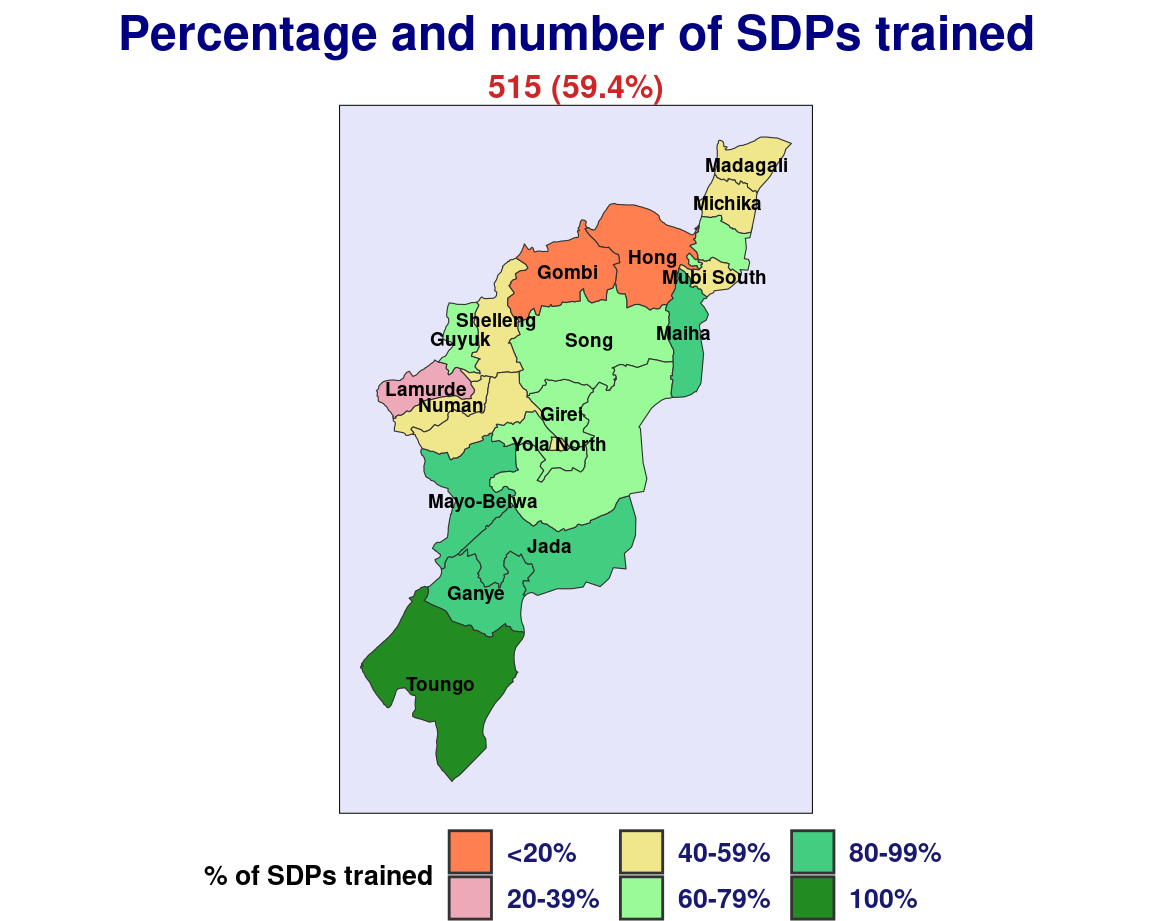 Percentage and number of SDPs trained
515 (59.4%)
Madagali
Michika
Hong
Gombi
Mubi South
Shelleng
Guyuk
Song
Maiha
Lamurde
Numan
Girei
Yola North
Mayo-Belwa
Jada
Ganye
Toungo
% of SDPs trained
<20%
40-59%
80-99%
20-39%
60-79%
100%